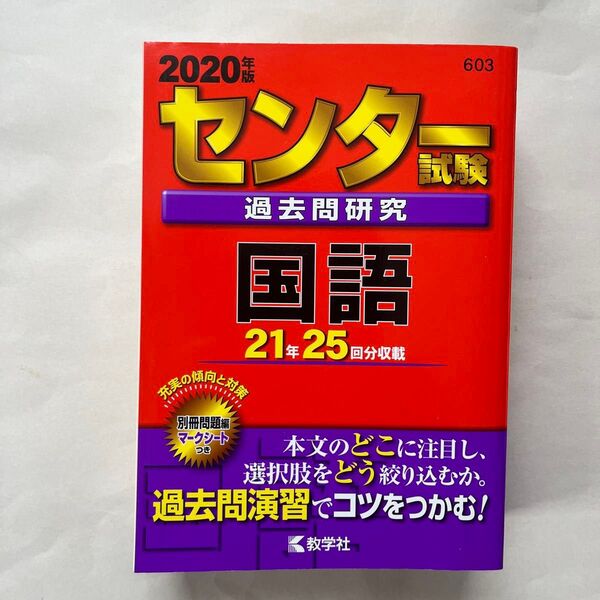 2020年版
603
センター試験
過去問研究
国語
21年25回分収載
充実の傾向と対策
別冊問題編
マークシート
つき
本文のどこに注目し、
選択肢をどう絞り込むか。
過去問演習でコツをつかむ!
教学社